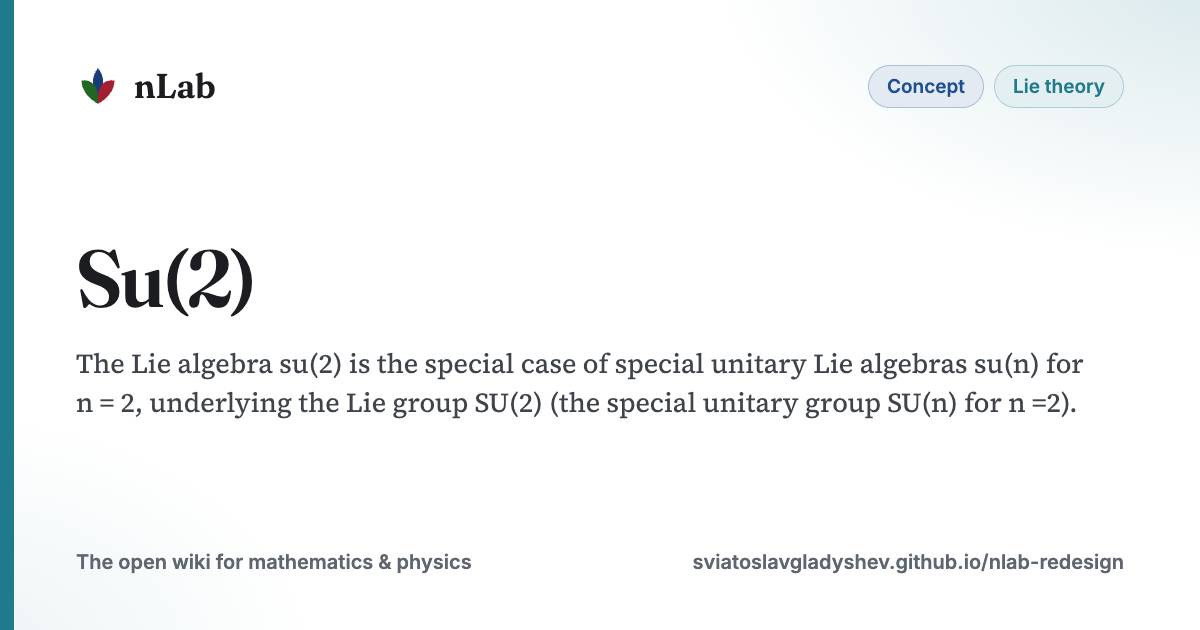 nLab
Concept
Lie theory
Su(2)
The Lie algebra su(2) is the special case of special unitary Lie algebras su(n) for
n = 2, underlying the Lie group SU(2) (the special unitary group SU(n) for n =2).
The open wiki for mathematics & physics
sviatoslavgladyshev.github.io/nlab-redesign